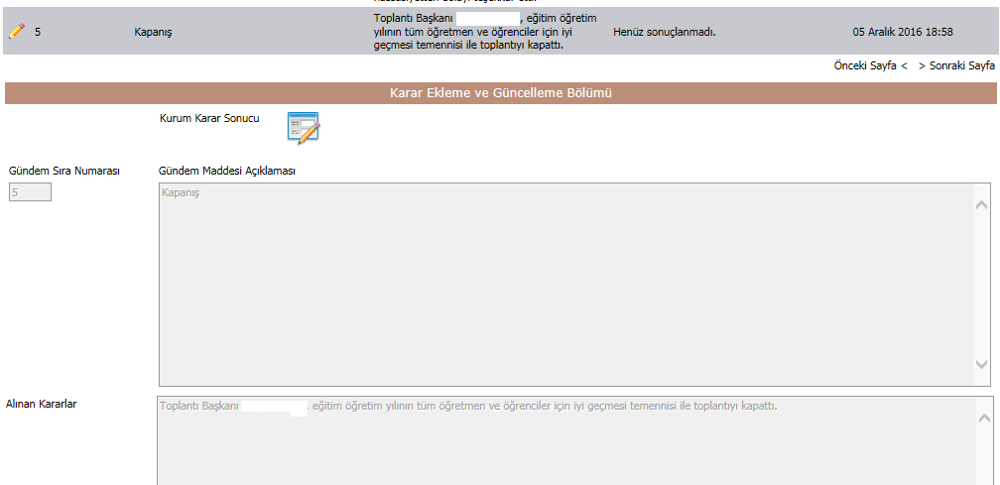 5
Kapanış
Toplantı Başkanı , eğitim öğretim
yılının tüm öğretmen ve öğrenciler için iyi
geçmesi temennisi ile toplantıyı kapattı.
Henüz sonuçlanmadı.
05 Aralık 2016 18:58
Önceki Sayfa < > Sonraki Sayfa
Karar Ekleme ve Güncelleme Bölümü
Kurum Karar Sonucu
Gündem Sıra Numarası
Gündem Maddesi Açıklaması
5
Kapanış
Alınan Kararlar
Toplantı Başkanı , eğitim öğretim yılının tüm öğretmen ve öğrenciler için iyi geçmesi temennisi ile toplantıyı kapattı.